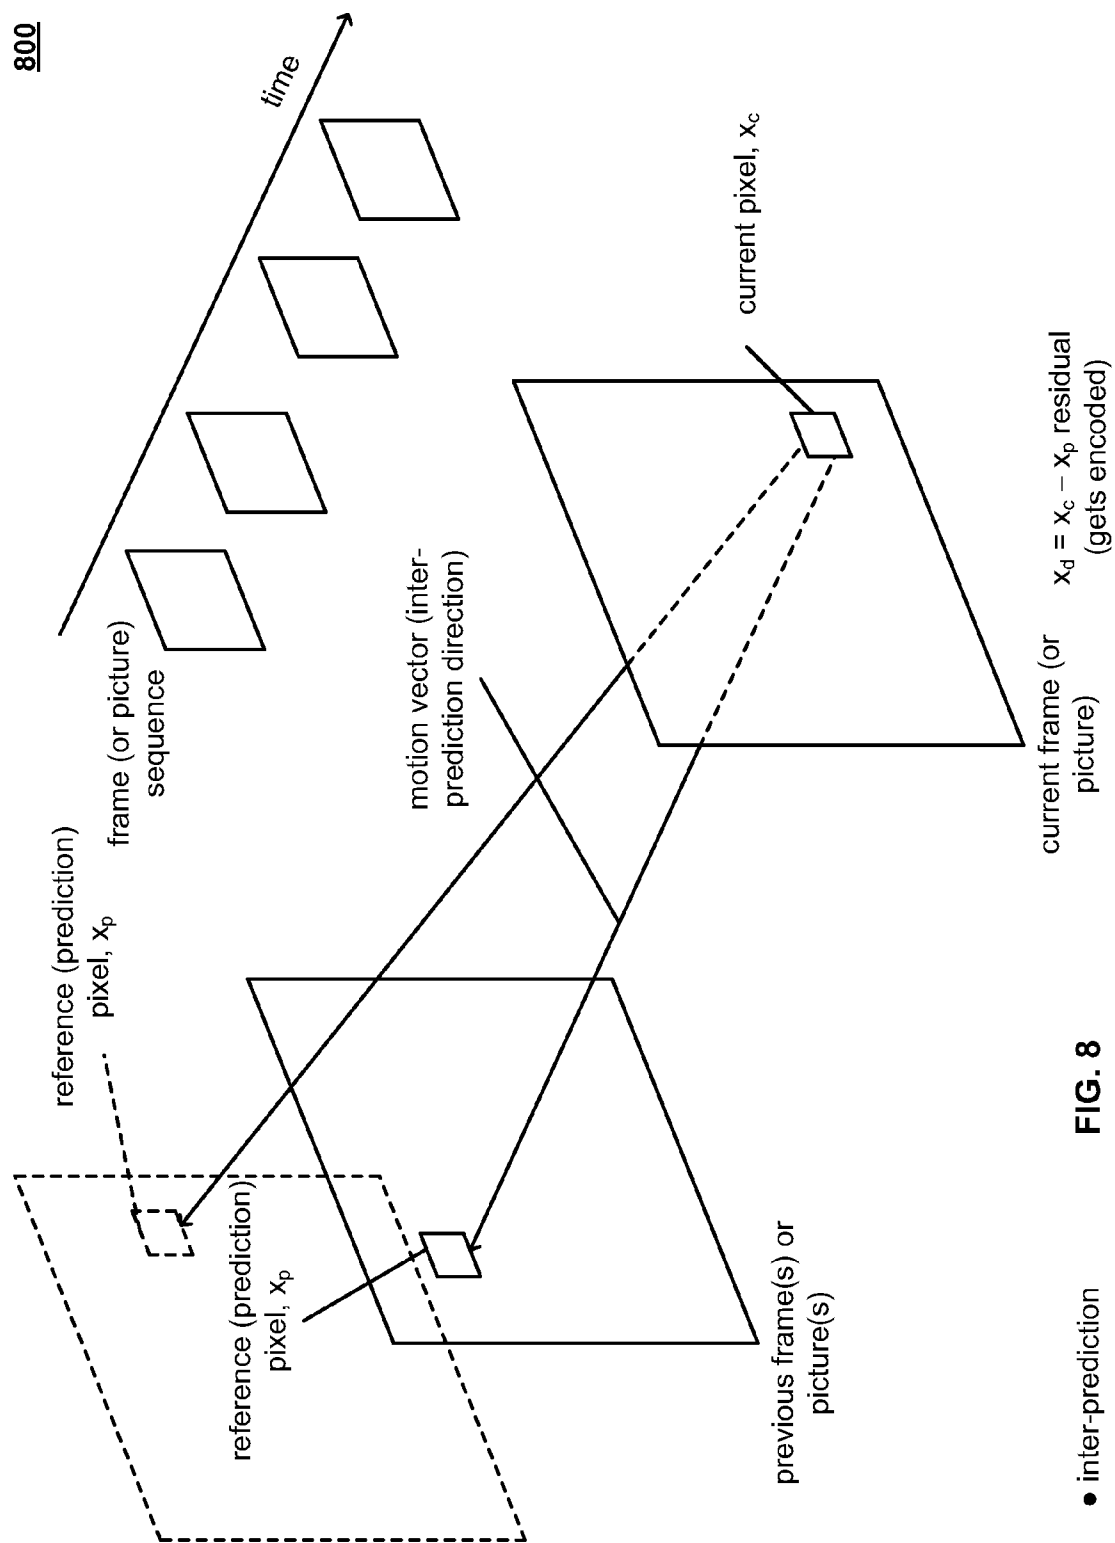 800
time
frame (or picture)
sequence
reference (prediction)
pixel, xp
reference (prediction)
pixel, xp
motion vector (inter-
prediction direction)
current pixel, xc
previous frame(s) or
picture(s)
current frame (or
picture)
xd = xc – xp residual
(gets encoded)
• inter-prediction
FIG. 8